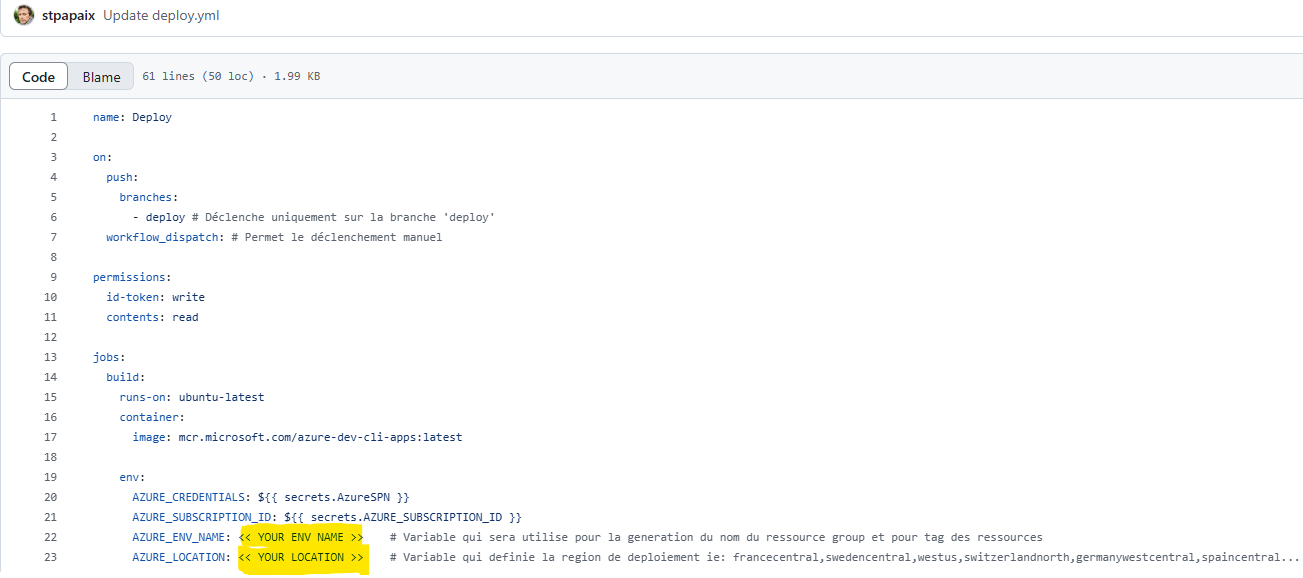 stpapaix Update deploy.yml
Code Blame 61 lines (50 loc) · 1.99 KB
1 name: Deploy
2
3 on:
4 push:
5 branches:
6 - deploy # Déclenche uniquement sur la branche 'deploy'
7 workflow_dispatch: # Permet le déclenchement manuel
8
9 permissions:
10 id-token: write
11 contents: read
12
13 jobs:
14 build:
15 runs-on: ubuntu-latest
16 container:
17 image: mcr.microsoft.com/azure-dev-cli-apps:latest
18
19 env:
20 AZURE_CREDENTIALS: ${{ secrets.AzureSPN }}
21 AZURE_SUBSCRIPTION_ID: ${{ secrets.AZURE_SUBSCRIPTION_ID }}
22 AZURE_ENV_NAME: << YOUR ENV NAME >> # Variable qui sera utilise pour la generation du nom du ressource group et pour tag des ressources
23 AZURE_LOCATION: << YOUR LOCATION >> # Variable qui definie la region de deploiement ie: francecentral,swedencentral,westus,switzerlandnorth,germanywestcentral,spaincentral...